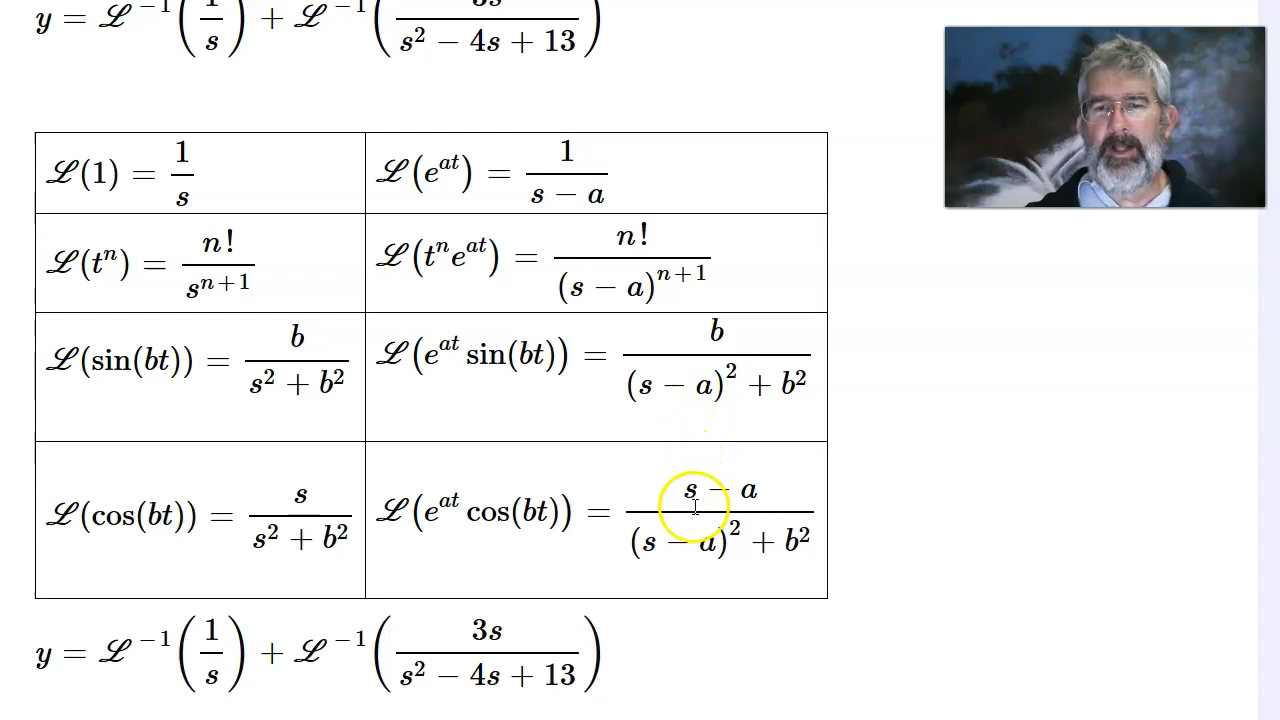 y = ℒ⁻¹(1/s) + ℒ⁻¹(3s/(s² − 4s + 13))
ℒ(1) = 1/s
ℒ(e^{at}) = 1/(s − a)
ℒ(tⁿ) = n!/s^{n+1}
ℒ(tⁿe^{at}) = n!/(s − a)^{n+1}
ℒ(sin(bt)) = b/(s² + b²)
ℒ(e^{at} sin(bt)) = b/((s − a)² + b²)
ℒ(cos(bt)) = s/(s² + b²)
ℒ(e^{at} cos(bt)) = (s − a)/((s − a)² + b²)
y = ℒ⁻¹(1/s) + ℒ⁻¹(3s/(s² − 4s + 13))